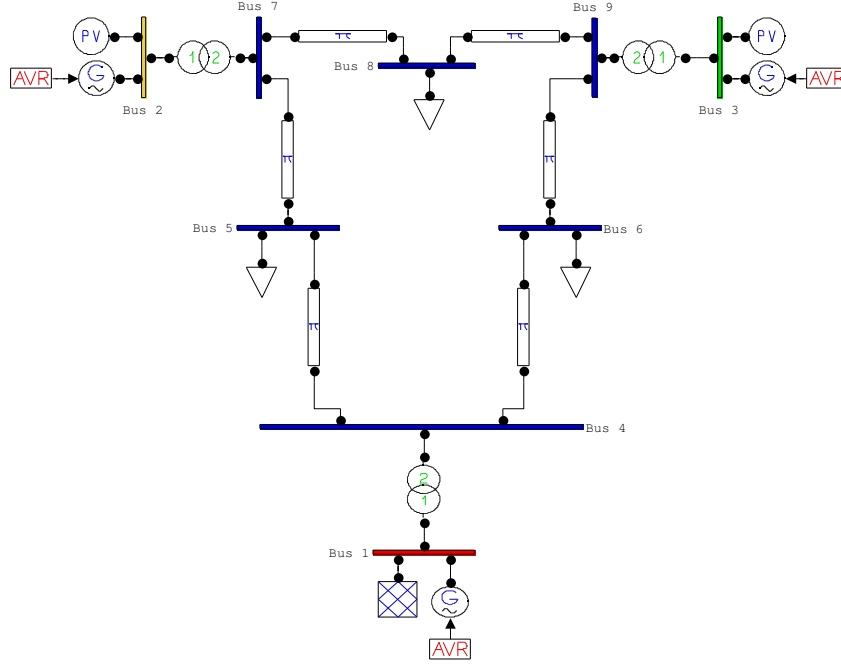 Bus 7
Bus 9
PV
1 2
π
π
2 1
PV
Bus 8
AVR
G
G
AVR
Bus 2
Bus 3
π
π
Bus 5
Bus 6
π
π
Bus 4
2
1
Bus 1
G
AVR